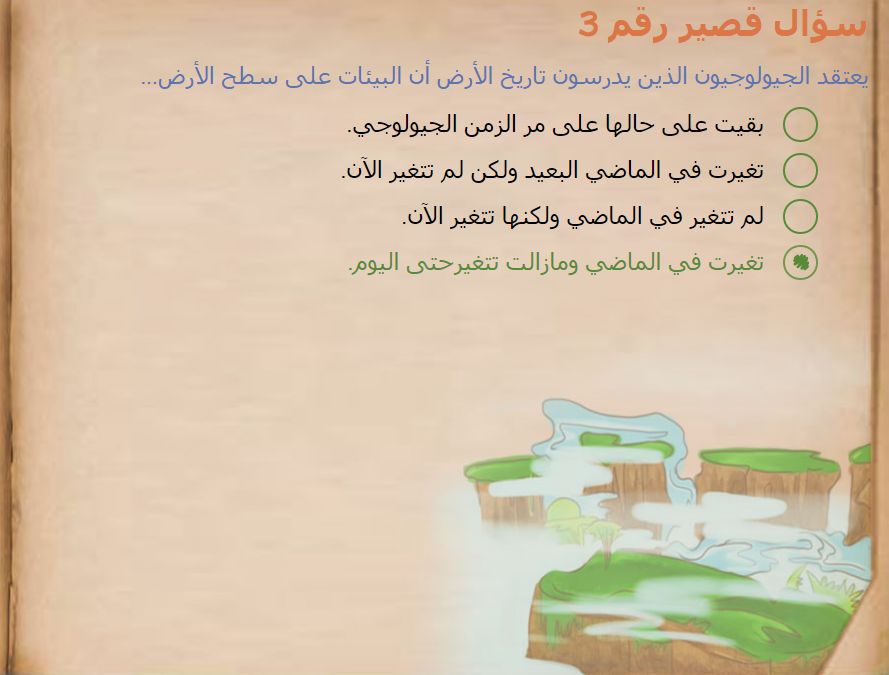 سؤال قصير رقم 3
يعتقد الجيولوجيون الذين يدرسون تاريخ الأرض أن البيئات على سطح الأرض...
بقيت على حالها على مر الزمن الجيولوجي.
تغيرت في الماضي البعيد ولكن لم تتغير الآن.
لم تتغير في الماضي ولكنها تتغير الآن.
تغيرت في الماضي ومازالت تتغيرحتى اليوم.